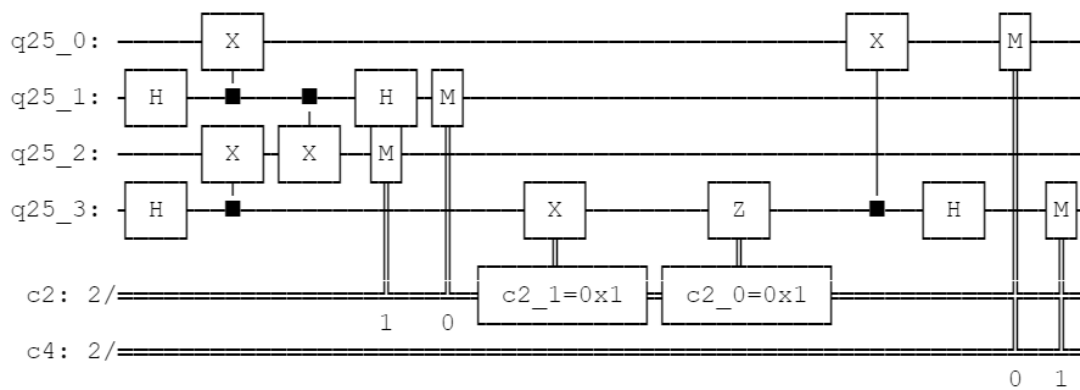 q25_0: X X M
q25_1: H H M
q25_2: X X M
q25_3: H X Z H M
c2: 2/ c2_1=0x1 c2_0=0x1
1 0
c4: 2/
0 1